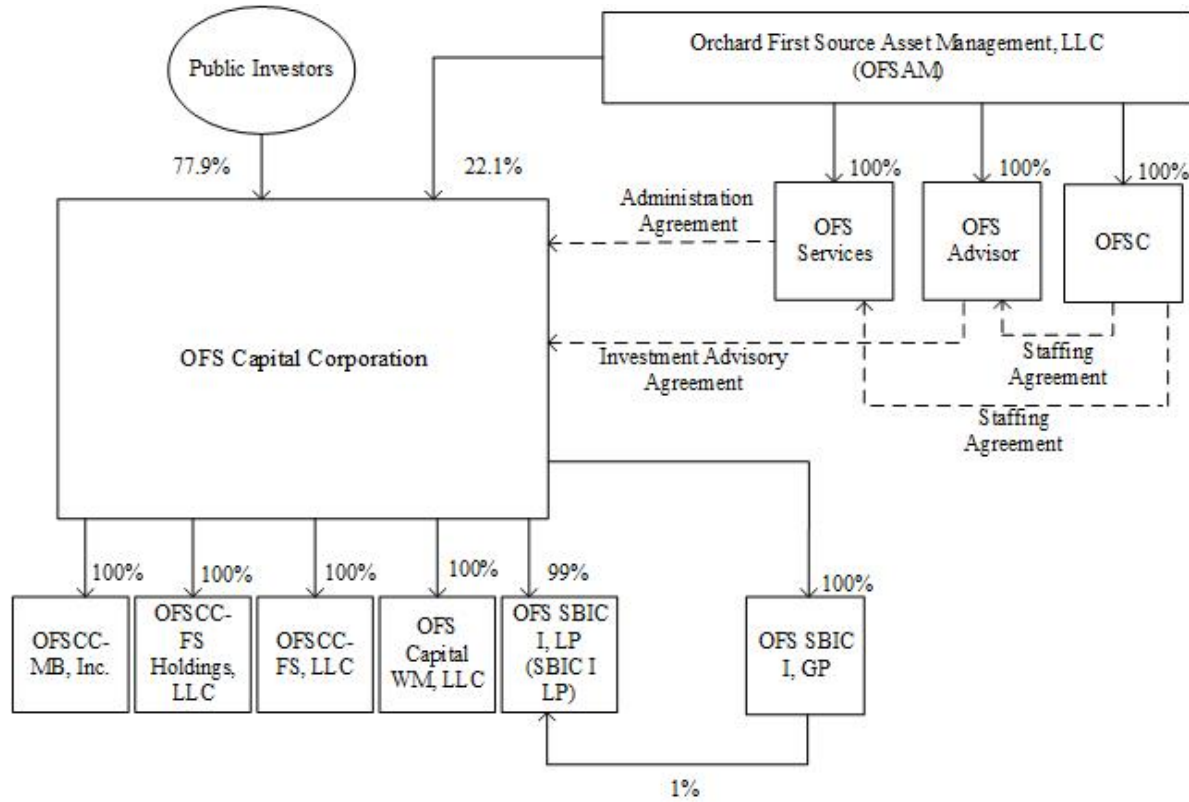 Public Investors
Orchard First Source Asset Management, LLC
(OFSAM)
77.9%
22.1%
100%
100%
100%
Administration
Agreement
OFS
Services
OFS
Advisor
OFSC
OFS Capital Corporation
Investment Advisory
Agreement
Staffing
Agreement
Staffing
Agreement
100%
100%
100%
100%
99%
100%
OFSCC-
MB, Inc.
OFSCC-
FS
Holdings,
LLC
OFSCC-
FS, LLC
OFS
Capital
WM, LLC
OFS SBIC
I, LP
(SBIC I
LP)
OFS SBIC
I, GP
1%